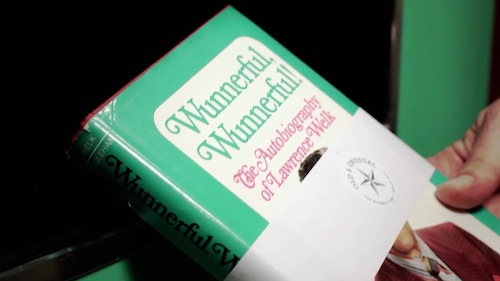 Wunnerful,
Wunnerful!
The Autobiography
of Lawrence Welk
Wunnerful, W